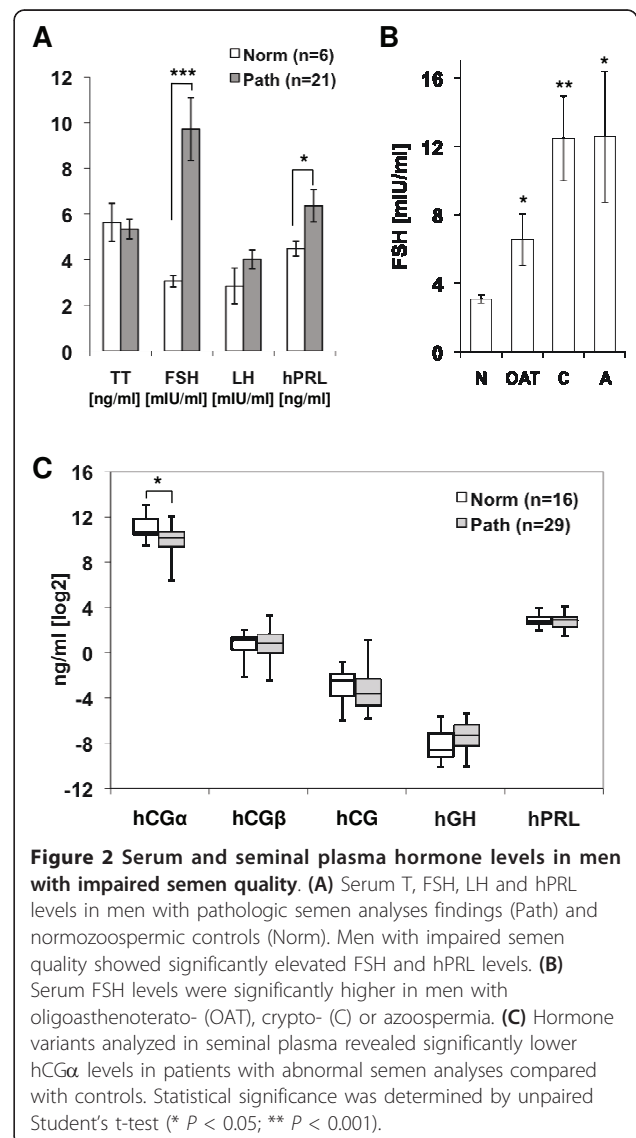 A
Norm (n=6)
Path (n=21)
***
*
12
10
8
6
4
2
0
TT FSH LH hPRL
[ng/ml] [mIU/ml] [mIU/ml] [ng/ml]
B
FSH [mIU/ml]
16
12
8
4
0
* ** *
N OAT C A
C
ng/ml [log2]
*
Norm (n=16)
Path (n=29)
16
12
8
4
0
-4
-8
-12
hCGα hCGβ hCG hGH hPRL
Figure 2 Serum and seminal plasma hormone levels in men
with impaired semen quality. (A) Serum T, FSH, LH and hPRL
levels in men with pathologic semen analyses findings (Path) and
normozoospermic controls (Norm). Men with impaired semen
quality showed significantly elevated FSH and hPRL levels. (B)
Serum FSH levels were significantly higher in men with
oligoasthenoterato- (OAT), crypto- (C) or azoospermia. (C) Hormone
variants analyzed in seminal plasma revealed significantly lower
hCGα levels in patients with abnormal semen analyses compared
with controls. Statistical significance was determined by unpaired
Student's t-test (* P < 0.05; ** P < 0.001).